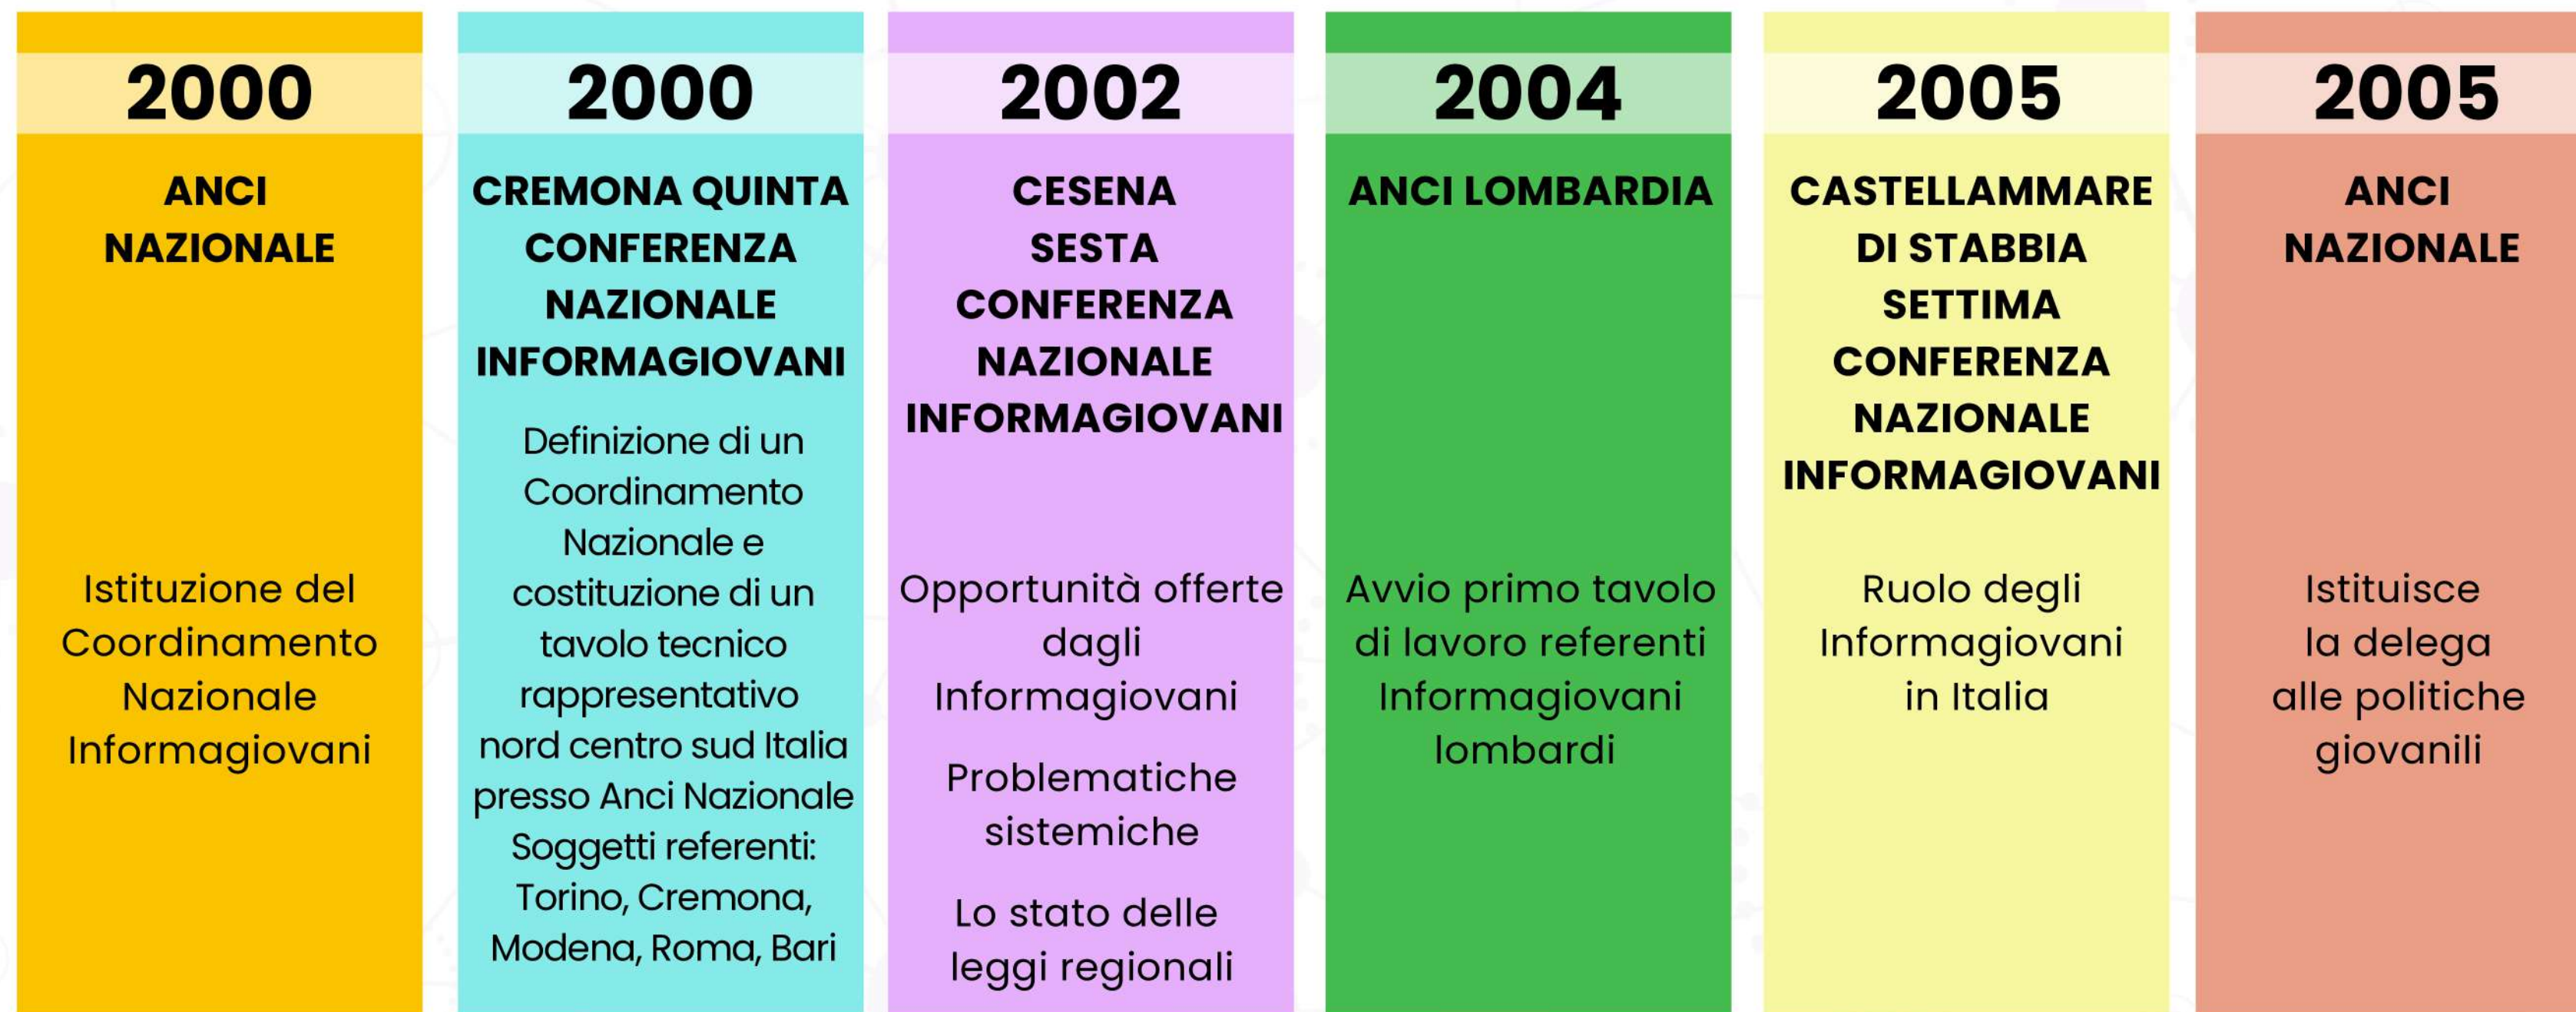 2000
ANCI
NAZIONALE
Istituzione del
Coordinamento
Nazionale
Informagiovani
2000
CREMONA QUINTA
CONFERENZA
NAZIONALE
INFORMAGIOVANI
Definizione di un
Coordinamento
Nazionale e
costituzione di un
tavolo tecnico
rappresentativo
nord centro sud Italia
presso Anci Nazionale
Soggetti referenti:
Torino, Cremona,
Modena, Roma, Bari
2002
CESENA
SESTA
CONFERENZA
NAZIONALE
INFORMAGIOVANI
Opportunità offerte
dagli
Informagiovani
Problematiche
sistemiche
Lo stato delle
leggi regionali
2004
ANCI LOMBARDIA
Avvio primo tavolo
di lavoro referenti
Informagiovani
lombardi
2005
CASTELLAMMARE
DI STABBIA
SETTIMA
CONFERENZA
NAZIONALE
INFORMAGIOVANI
Ruolo degli
Informagiovani
in Italia
2005
ANCI
NAZIONALE
Istituisce
la delega
alle politiche
giovanili